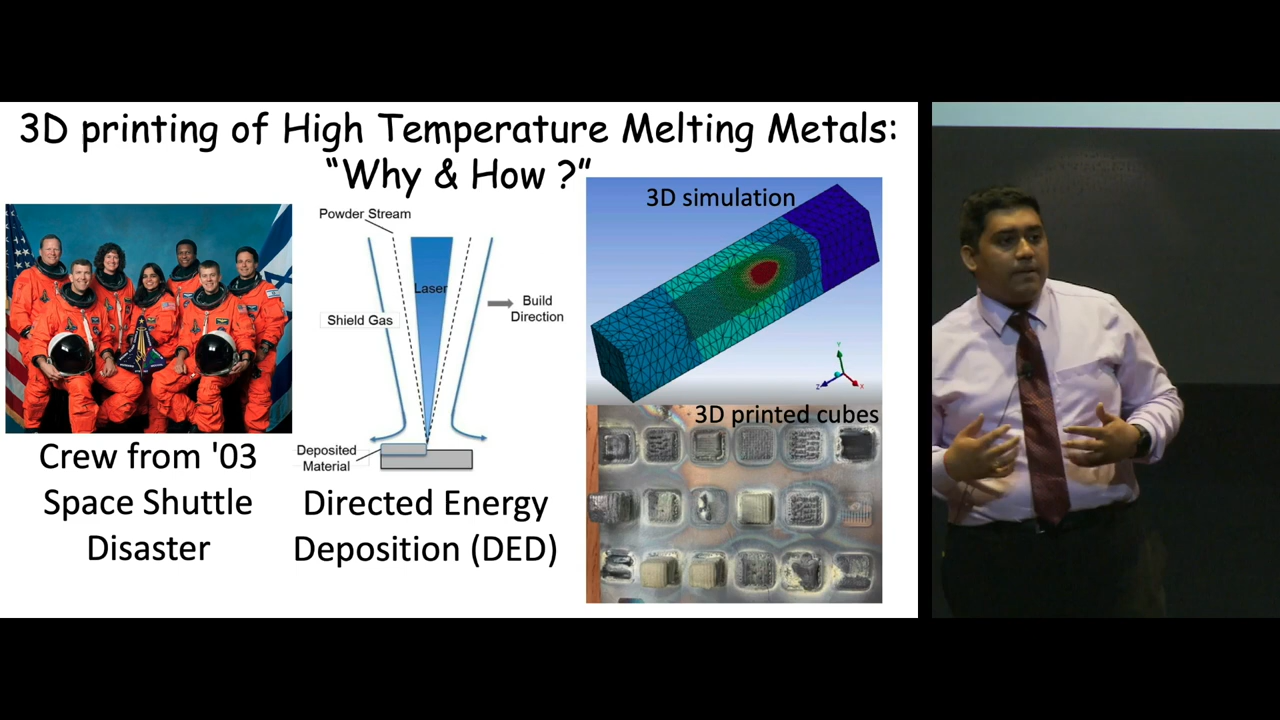 3D printing of High Temperature Melting Metals:
“Why & How ?”
Crew from '03
Space Shuttle
Disaster
Powder Stream
Laser
Shield Gas
Build
Direction
Deposited
Material
Directed Energy
Deposition (DED)
3D simulation
Y
Z
X
3D printed cubes